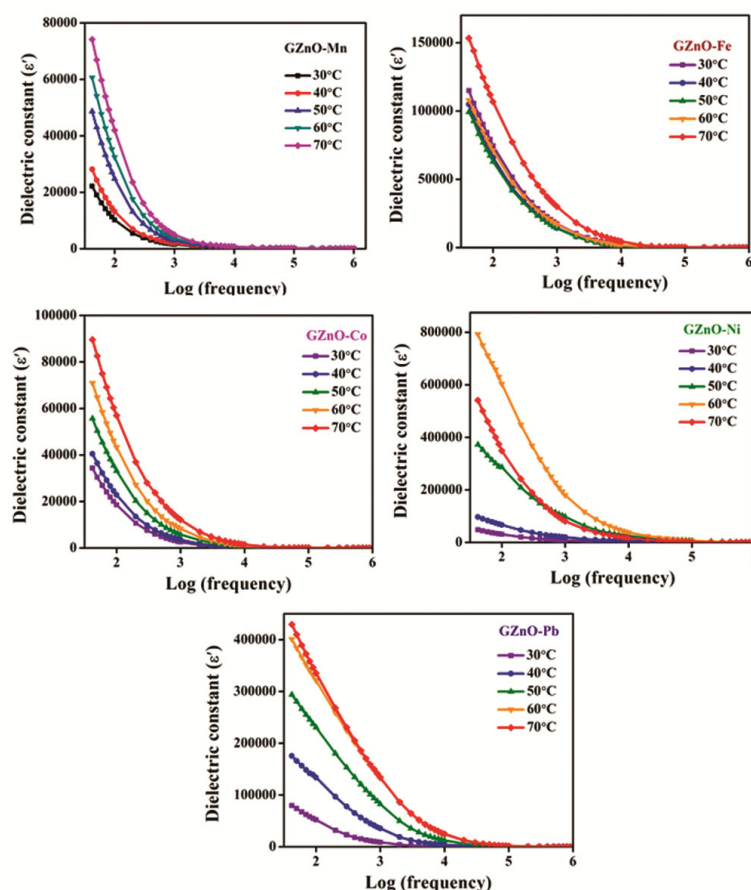 GZnO-Mn
30°C
40°C
50°C
60°C
70°C
80000
60000
40000
20000
0
Dielectric constant (ε′)
2 3 4 5 6
Log (frequency)
GZnO-Fe
30°C
40°C
50°C
60°C
70°C
150000
100000
50000
0
Dielectric constant (ε′)
2 3 4 5 6
Log (frequency)
GZnO-Co
30°C
40°C
50°C
60°C
70°C
100000
80000
60000
40000
20000
0
Dielectric constant (ε′)
2 3 4 5 6
Log (frequency)
GZnO-Ni
30°C
40°C
50°C
60°C
70°C
800000
600000
400000
200000
0
Dielectric constant (ε′)
2 3 4 5
Log (frequency)
GZnO-Pb
30°C
40°C
50°C
60°C
70°C
400000
300000
200000
100000
0
Dielectric constant (ε′)
2 3 4 5 6
Log (frequency)